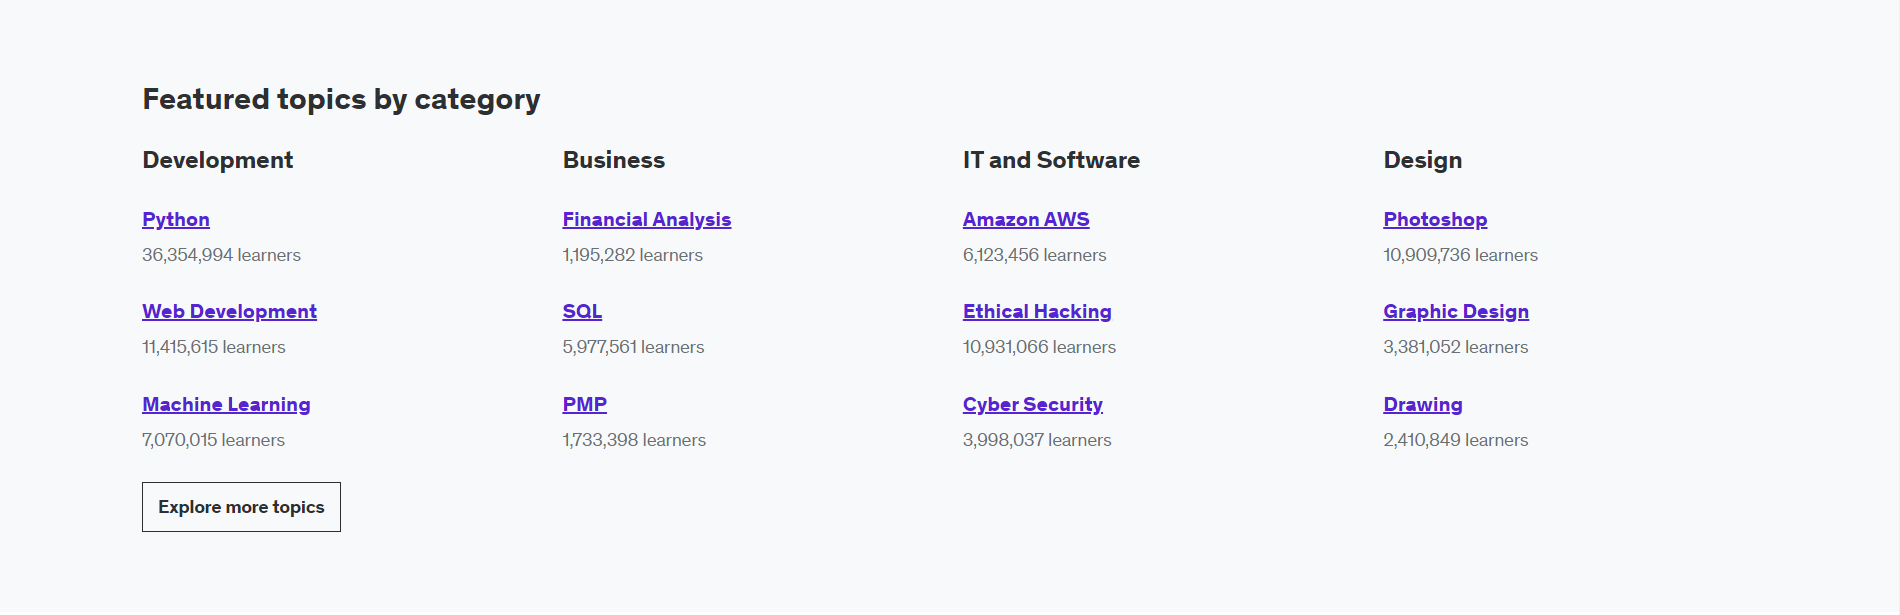 Featured topics by category
Development
Python
36,354,994 learners
Web Development
11,415,615 learners
Machine Learning
7,070,015 learners
Business
Financial Analysis
1,195,282 learners
SQL
5,977,561 learners
PMP
1,733,398 learners
IT and Software
Amazon AWS
6,123,456 learners
Ethical Hacking
10,931,066 learners
Cyber Security
3,998,037 learners
Design
Photoshop
10,909,736 learners
Graphic Design
3,381,052 learners
Drawing
2,410,849 learners
Explore more topics